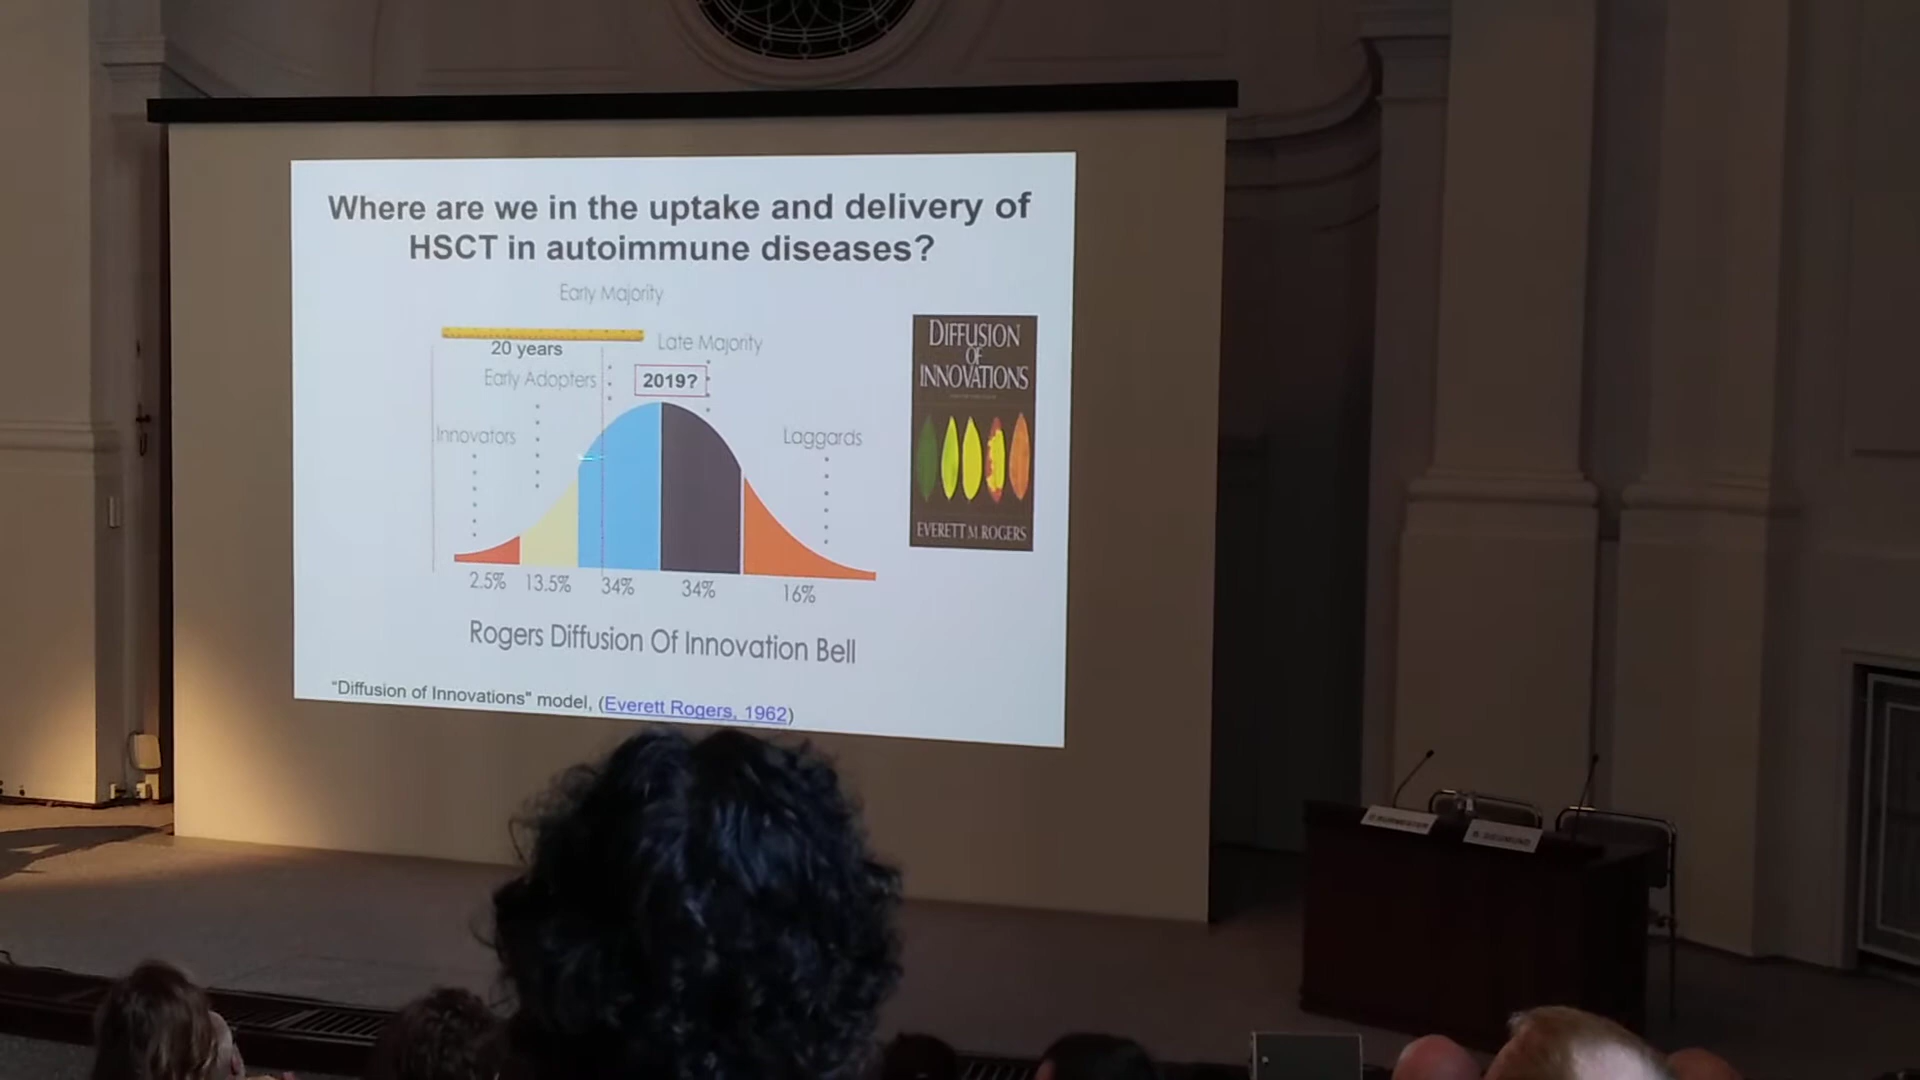 Where are we in the uptake and delivery of
HSCT in autoimmune diseases?
Early Majority
20 years
Late Majority
Early Adopters
2019?
Innovators
Laggards
2.5%
13.5%
34%
34%
16%
Rogers Diffusion Of Innovation Bell
"Diffusion of Innovations" model, (Everett Rogers, 1962)
DIFFUSION
OF
INNOVATIONS
EVERETT M ROGERS